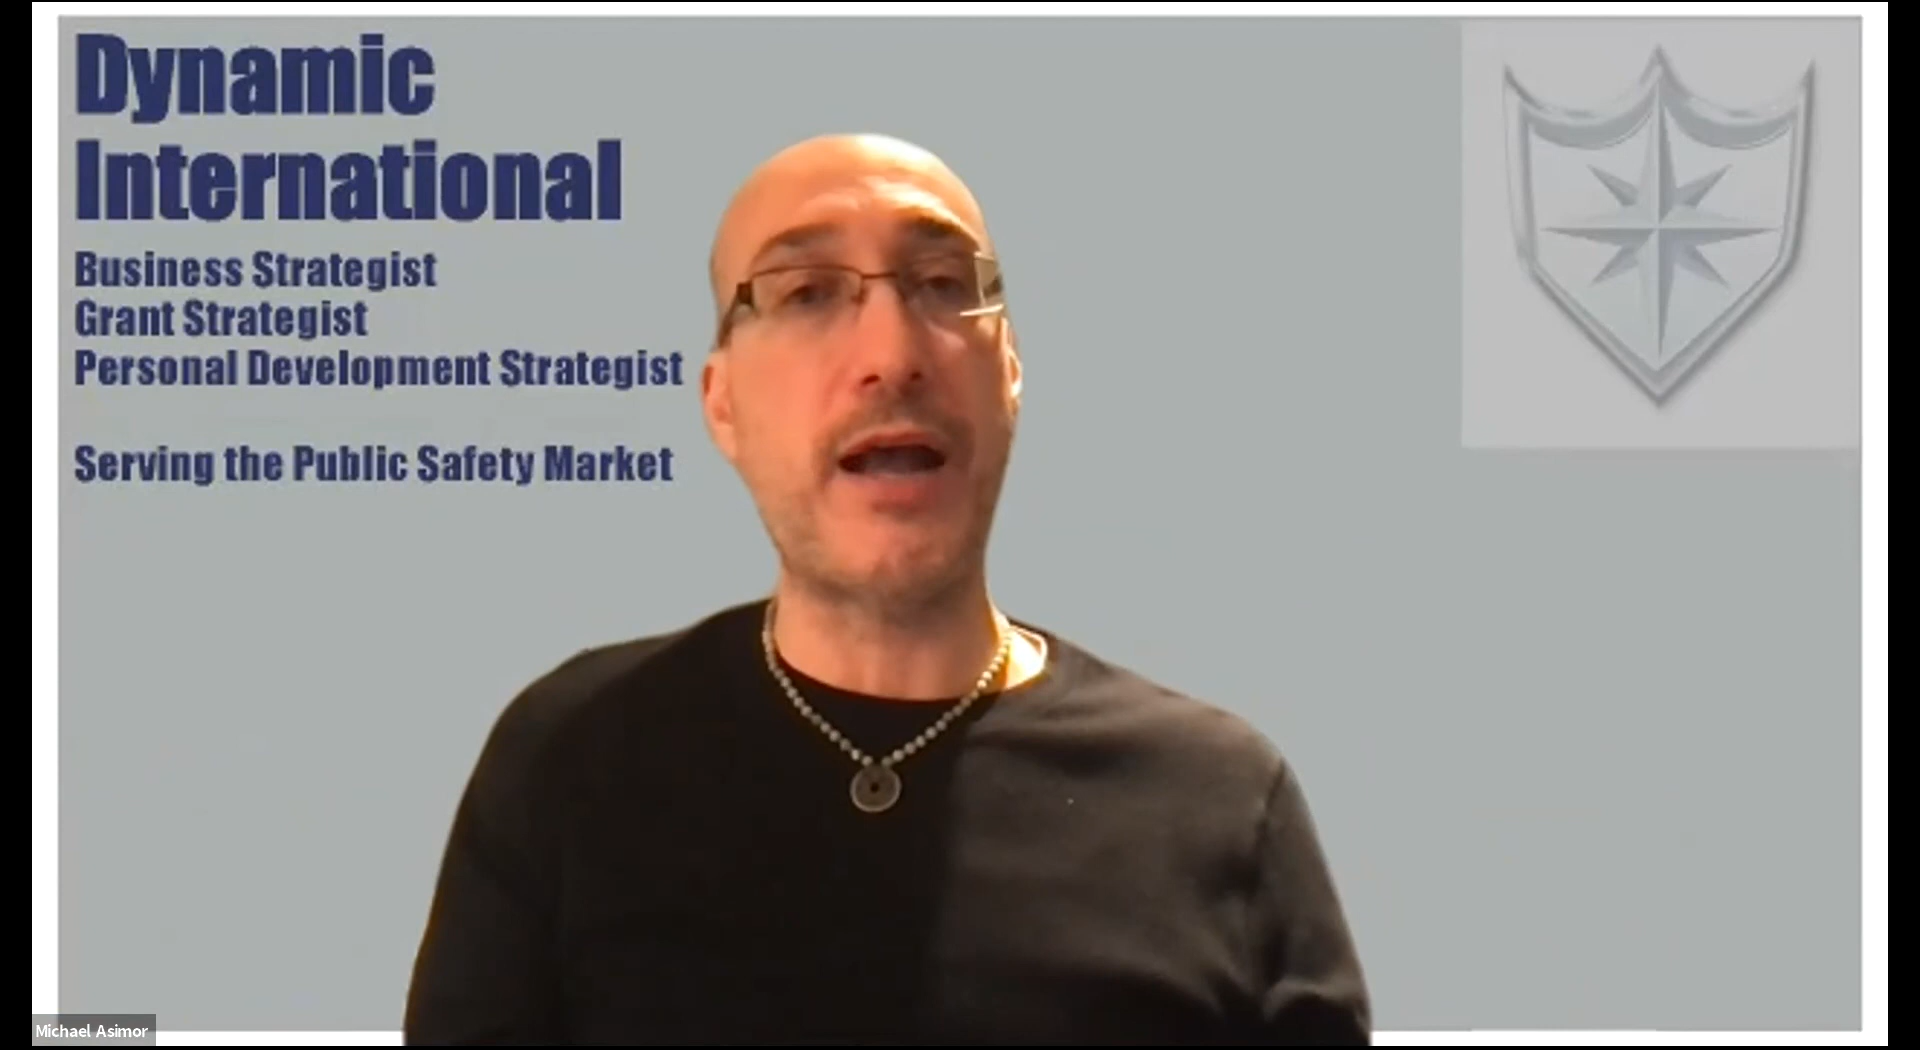 Dynamic
International
Business Strategist
Grant Strategist
Personal Development Strategist
Serving the Public Safety Market
Michael Asimor